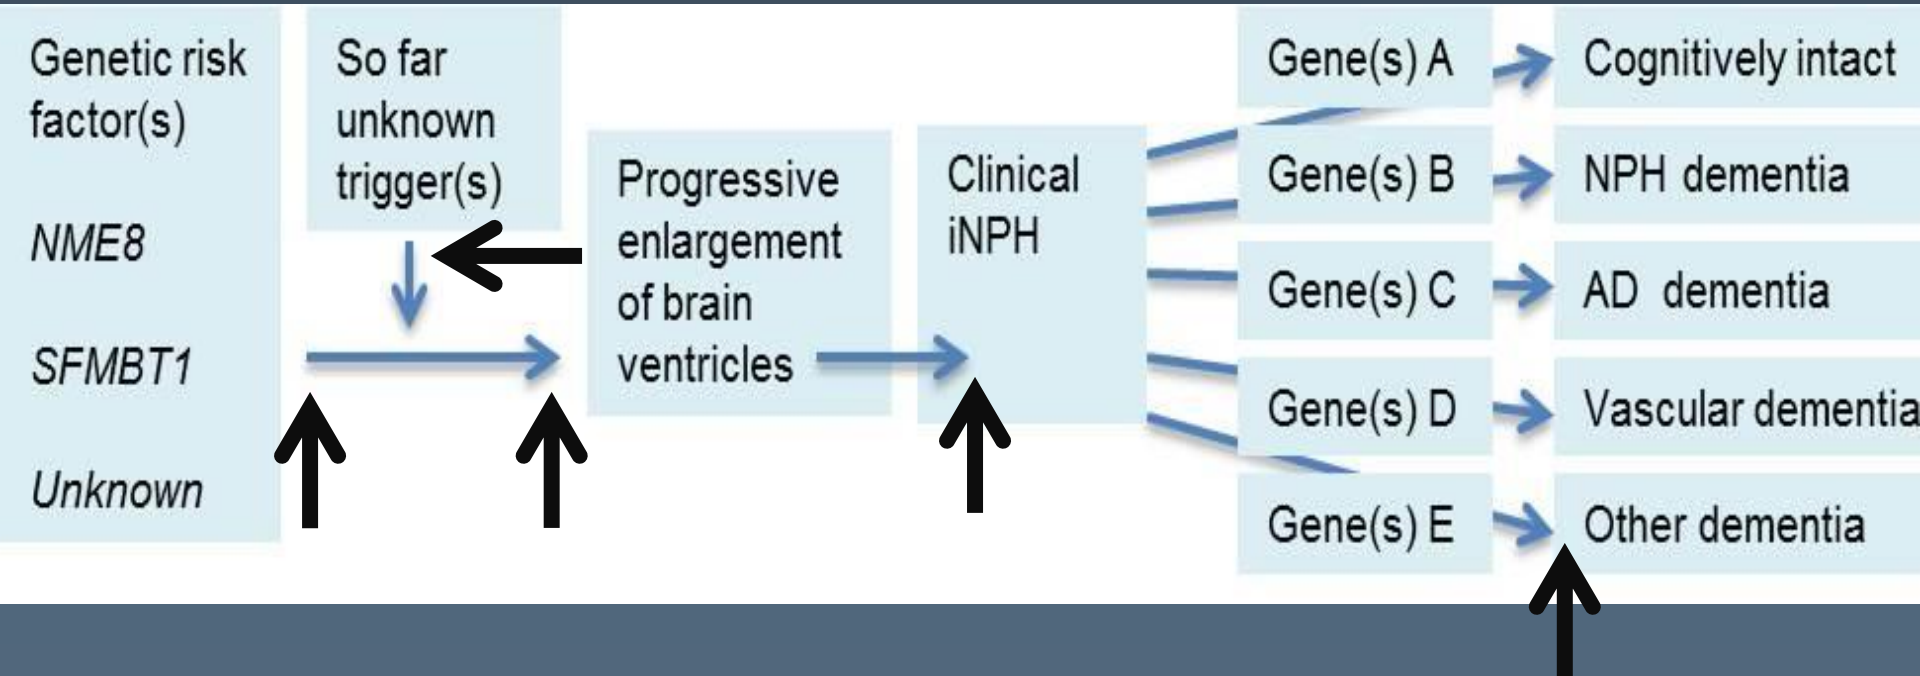 Genetic risk
factor(s)
NME8
SFMBT1
Unknown
So far
unknown
trigger(s)
Progressive
enlargement
of brain
ventricles
Clinical
iNPH
Gene(s) A
Cognitively intact
Gene(s) B
NPH dementia
Gene(s) C
AD dementia
Gene(s) D
Vascular dementia
Gene(s) E
Other dementia